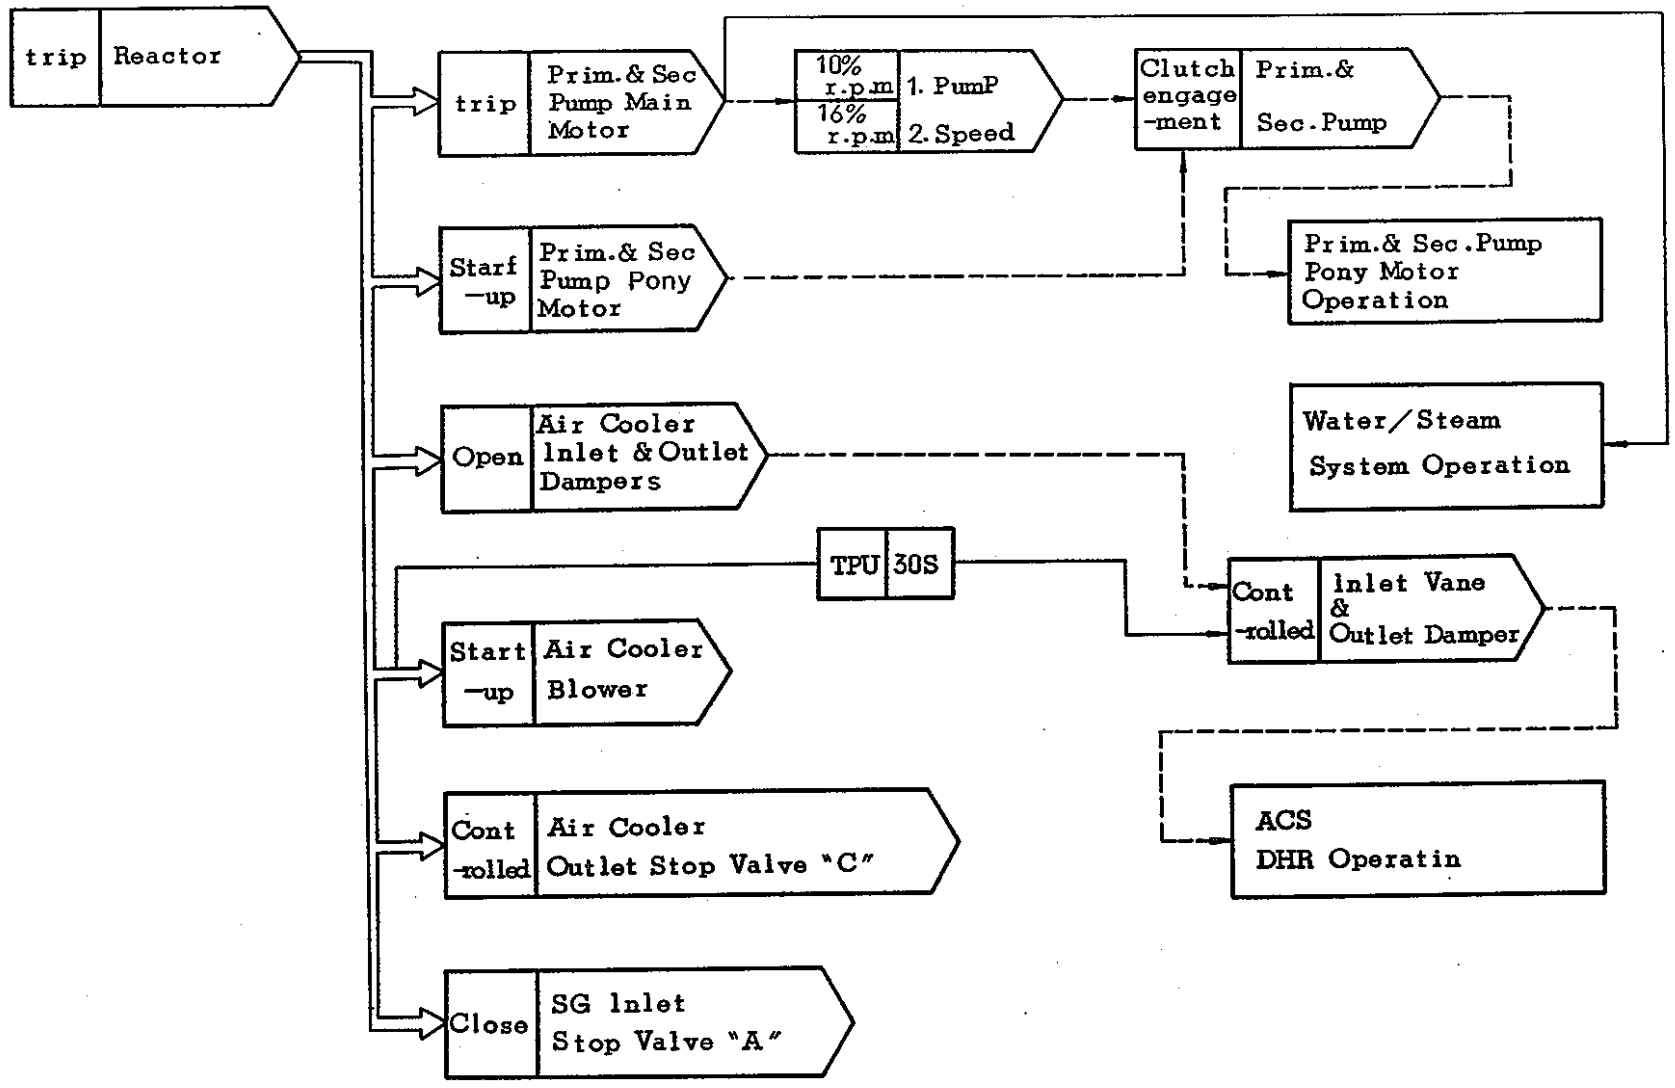 trip
Reactor
trip
Prim.& Sec
Pump Main
Motor
10%
r.p.m
16%
r.p.m
1. PumP
2. Speed
Clutch
engage
-ment
Prim.&
Sec.Pump
Starf
-up
Prim.& Sec
Pump Pony
Motor
Prim.& Sec.Pump
Pony Motor
Operation
Open
Air Cooler
Inlet & Outlet
Dampers
Water/Steam
System Operation
TPU
30S
Cont
-rolled
Inlet Vane
&
Outlet Damper
Start
-up
Air Cooler
Blower
Cont
-rolled
Air Cooler
Outlet Stop Valve "C"
ACS
DHR Operatin
Close
SG Inlet
Stop Valve "A"